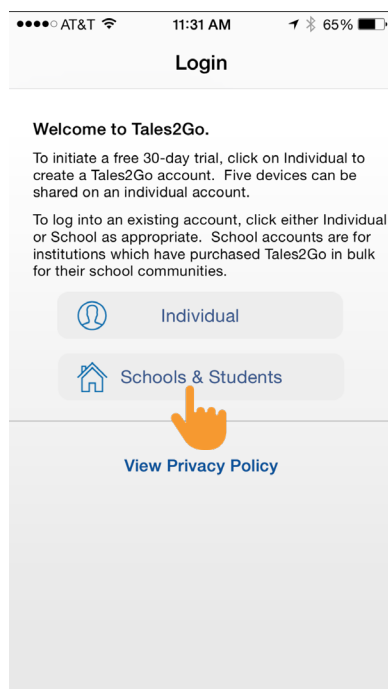 AT&T 11:31 AM 65%
Login
Welcome to Tales2Go.
To initiate a free 30-day trial, click on Individual to
create a Tales2Go account.  Five devices can be
shared on an individual account.
To log into an existing account, click either Individual
or School as appropriate.  School accounts are for
institutions which have purchased Tales2Go in bulk
for their school communities.
Individual
Schools & Students
View Privacy Policy